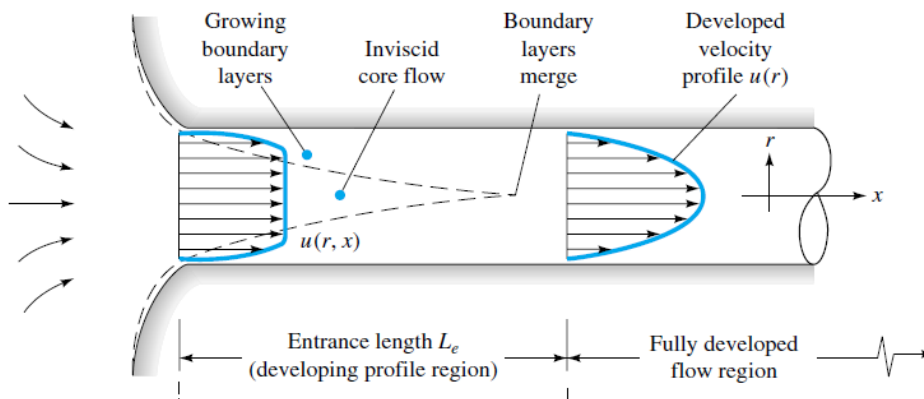 Growing
boundary
layers
Inviscid
core flow
Boundary
layers
merge
Developed
velocity
profile u(r)
r
x
u(r, x)
Entrance length Le
(developing profile region)
Fully developed
flow region